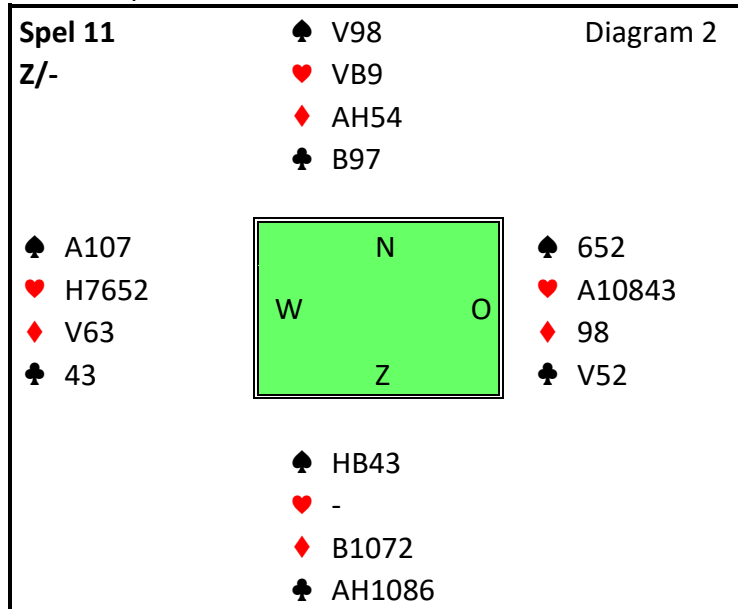 Spel 11 ♠ V98 Diagram 2
Z/- ♥ VB9
♦ AH54
♣ B97
♠ A107 N ♠ 652
♥ H7652 W O ♥ A10843
♦ V63 ♦ 98
♣ 43 Z ♣ V52
♠ HB43
♥ -
♦ B1072
♣ AH1086